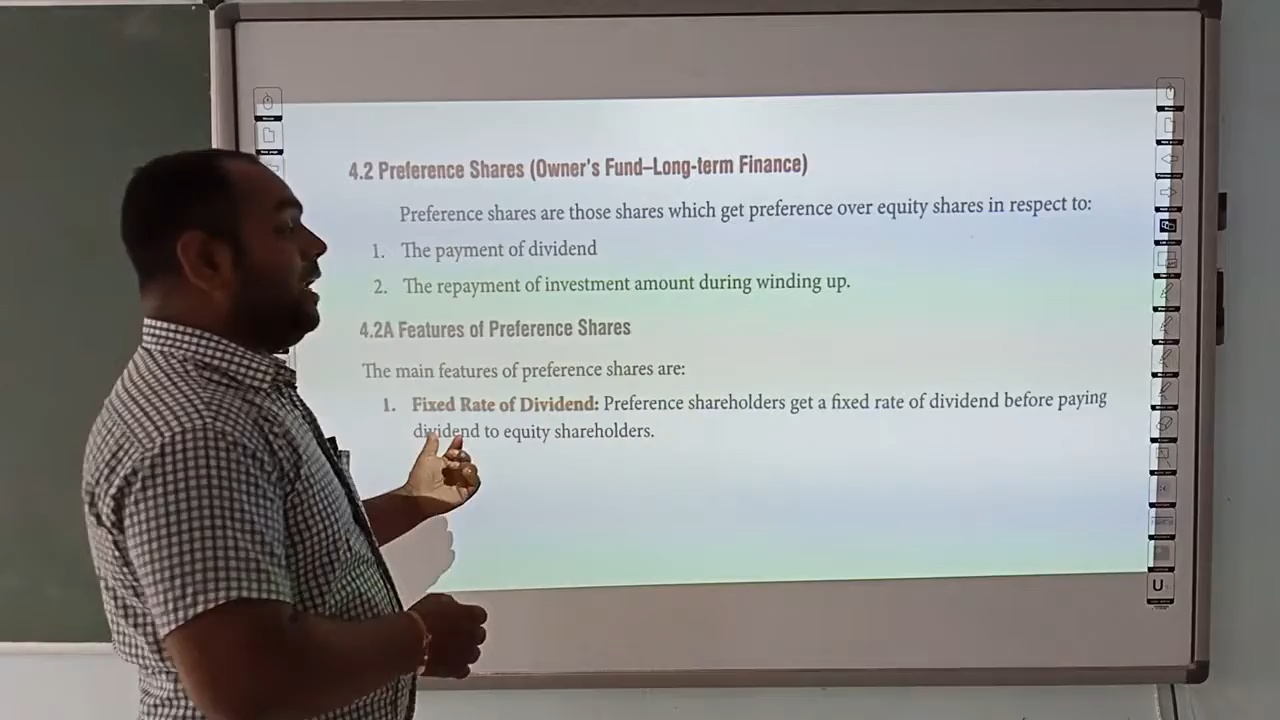 4.2 Preference Shares (Owner's Fund–Long-term Finance)
Preference shares are those shares which get preference over equity shares in respect to:
1. The payment of dividend
2. The repayment of investment amount during winding up.
4.2A Features of Preference Shares
The main features of preference shares are:
1. Fixed Rate of Dividend: Preference shareholders get a fixed rate of dividend before paying
dividend to equity shareholders.